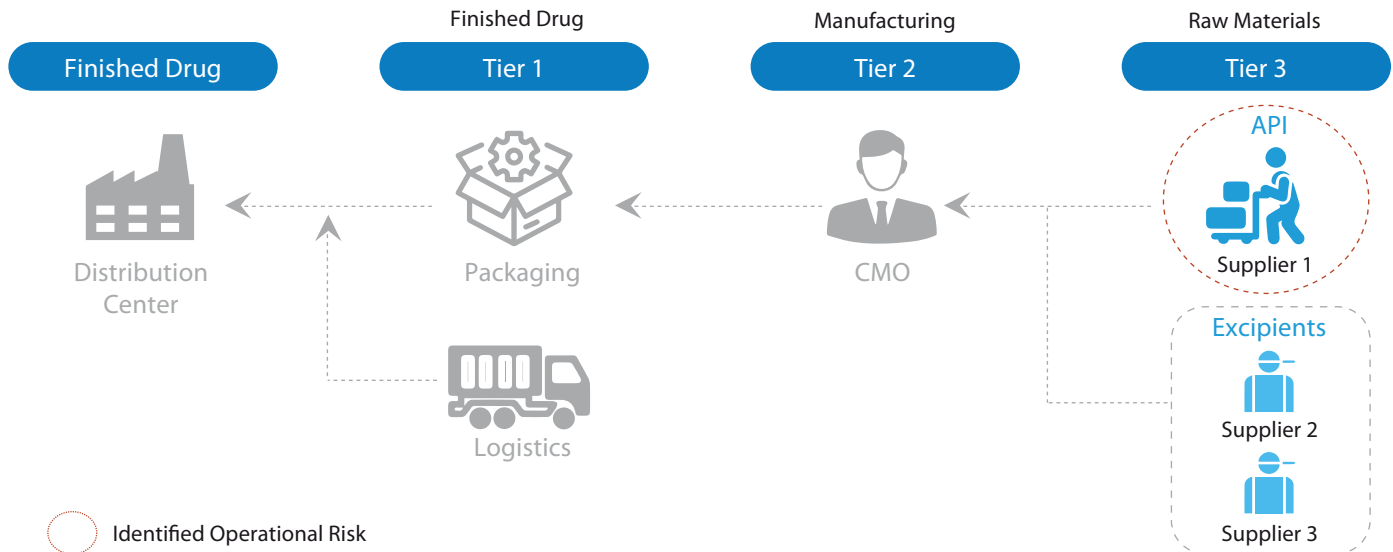 Finished Drug
Manufacturing
Raw Materials
Finished Drug
Tier 1
Tier 2
Tier 3
API
Supplier 1
Distribution
Center
Packaging
CMO
Excipients
Supplier 2
Logistics
Supplier 3
Identified Operational Risk